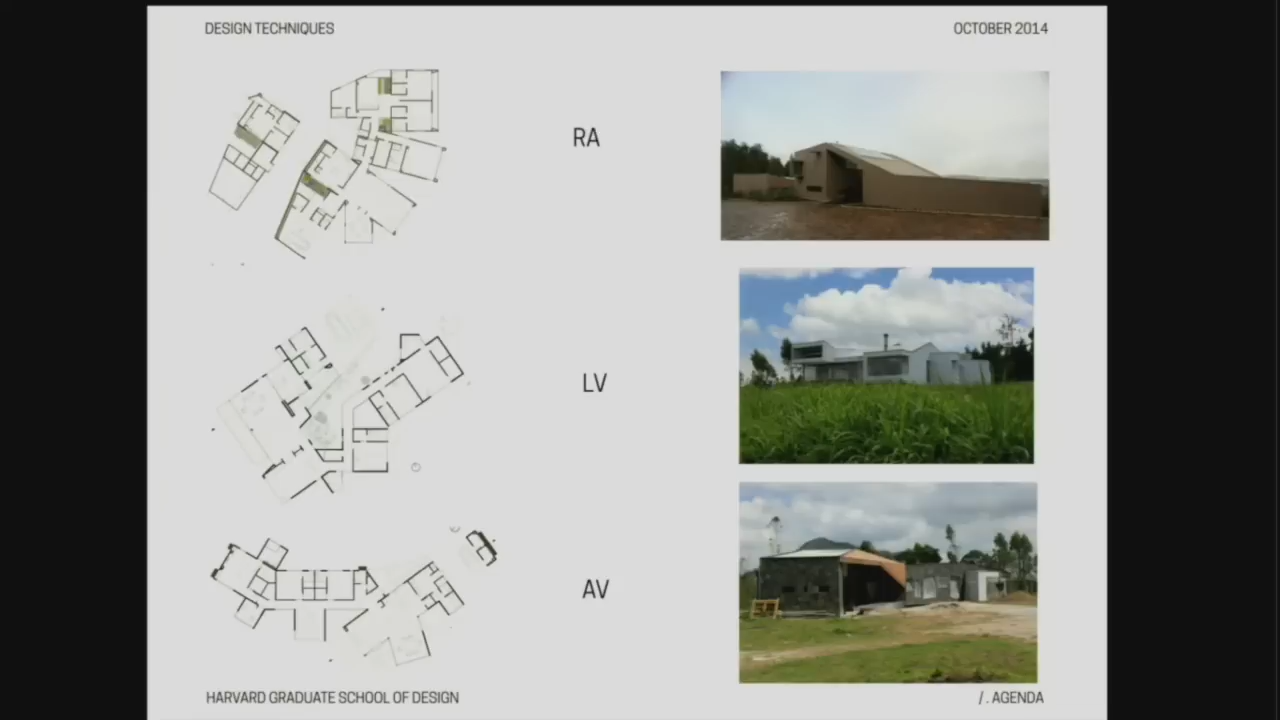 DESIGN TECHNIQUES
OCTOBER 2014
RA
LV
AV
HARVARD GRADUATE SCHOOL OF DESIGN
/ . AGENDA